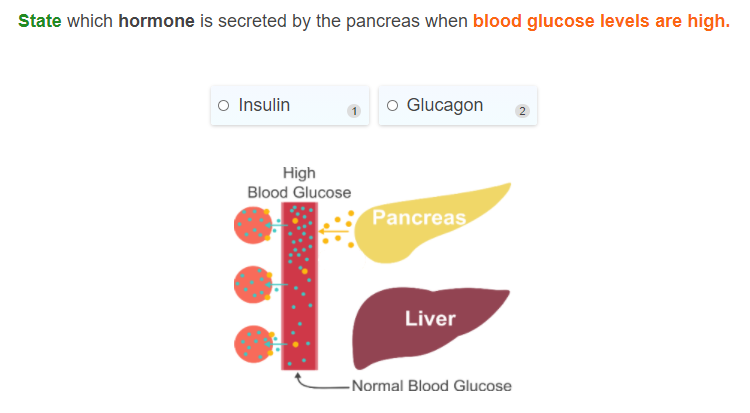 State which hormone is secreted by the pancreas when blood glucose levels are high.
Insulin
1
Glucagon
2
High
Blood Glucose
Pancreas
Liver
Normal Blood Glucose